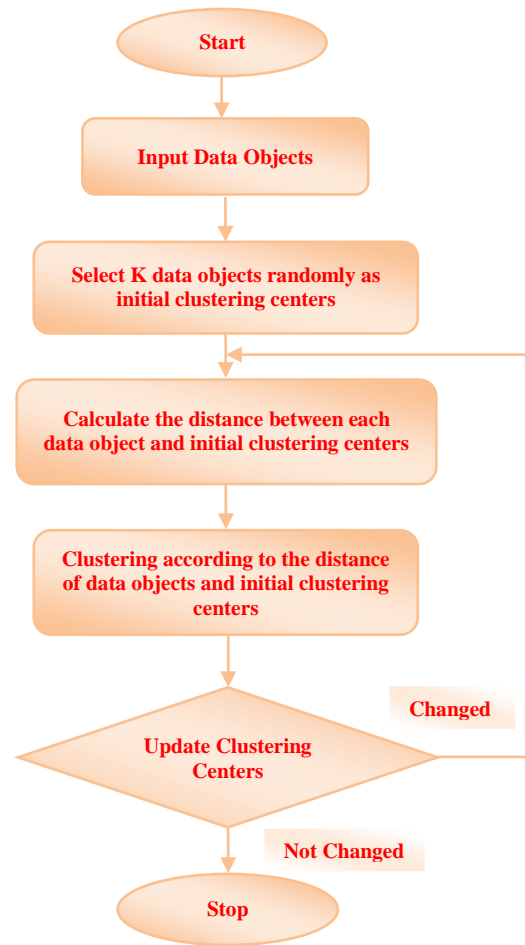 Start
Input Data Objects
Select K data objects randomly as
initial clustering centers
Calculate the distance between each
data object and initial clustering centers
Clustering according to the distance
of data objects and initial clustering
centers
Changed
Update Clustering
Centers
Not Changed
Stop